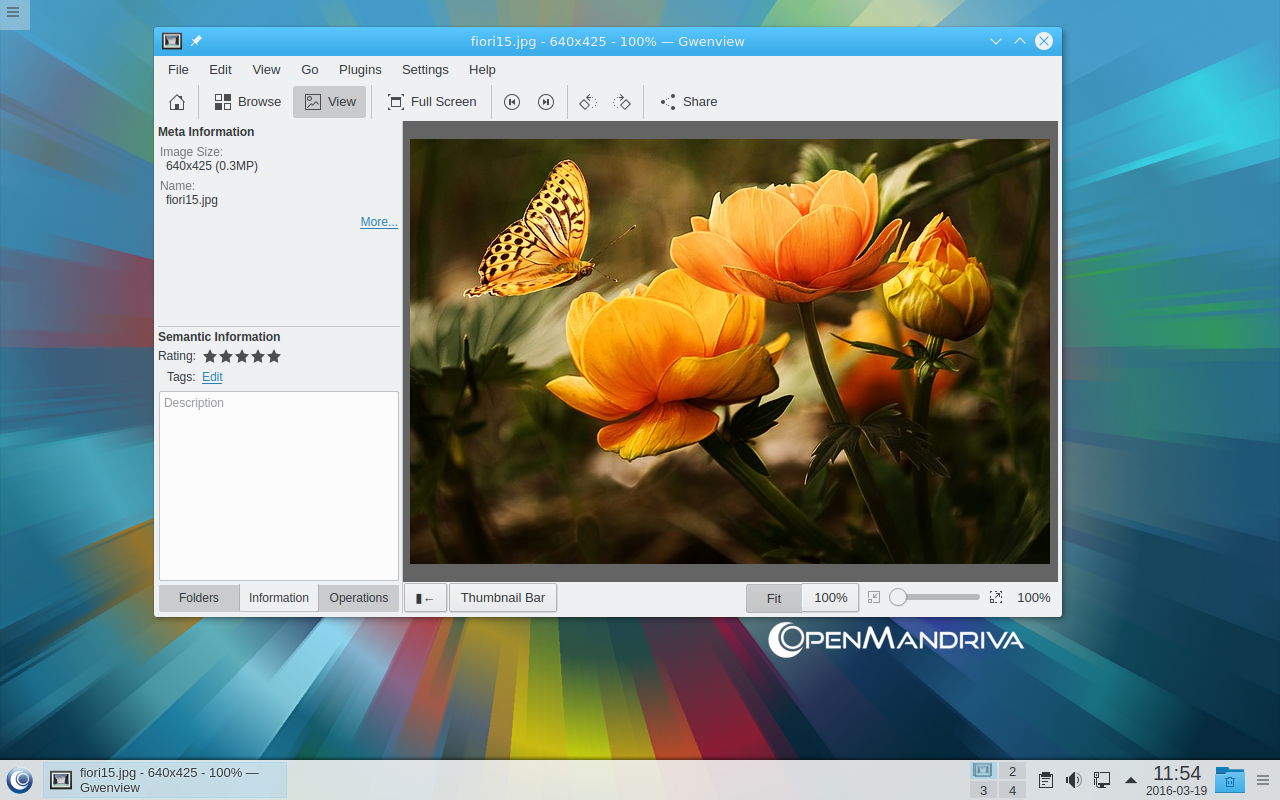 fiori15.jpg - 640x425 - 100% — Gwenview
File Edit View Go Plugins Settings Help
Browse View Full Screen Share
Meta Information
Image Size:
640x425 (0.3MP)
Name:
fiori15.jpg
More...
Semantic Information
Rating:
Tags: Edit
Description
Folders Information Operations
Thumbnail Bar Fit 100% 100%
OpenMandriva
fiori15.jpg - 640x425 - 100% —
Gwenview
2
3 4
11:54
2016-03-19